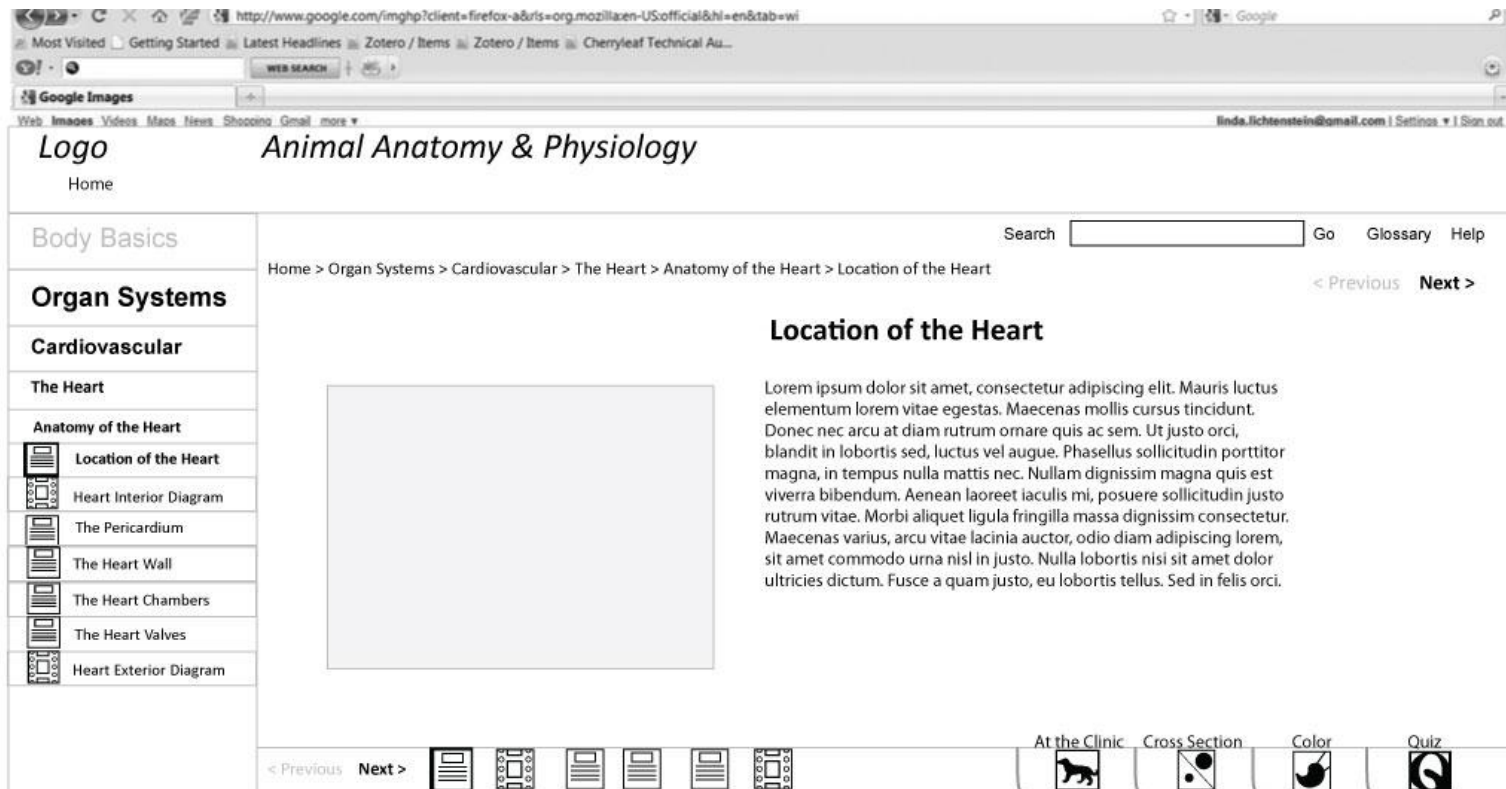 http://www.google.com/imghp?client=firefox-a&rls=org.mozilla:en-US:official&hl=en&tab=wi
Google
Most Visited Getting Started Latest Headlines Zotero / Items Zotero / Items Cherryleaf Technical Au...
WEB SEARCH
Google Images
Web Images Videos Maps News Shopping Gmail more ▾
linda.lichtenstein@gmail.com | Settings ▾ | Sign out
Logo
Animal Anatomy & Physiology
Home
Body Basics
Organ Systems
Cardiovascular
The Heart
Anatomy of the Heart
Location of the Heart
Heart Interior Diagram
The Pericardium
The Heart Wall
The Heart Chambers
The Heart Valves
Heart Exterior Diagram
Search
Go Glossary Help
Home > Organ Systems > Cardiovascular > The Heart > Anatomy of the Heart > Location of the Heart
< Previous Next >
Location of the Heart
Lorem ipsum dolor sit amet, consectetur adipiscing elit. Mauris luctus
elementum lorem vitae egestas. Maecenas mollis cursus tincidunt.
Donec nec arcu at diam rutrum ornare quis ac sem. Ut justo orci,
blandit in lobortis sed, luctus vel augue. Phasellus sollicitudin porttitor
magna, in tempus nulla mattis nec. Nullam dignissim magna quis est
viverra bibendum. Aenean laoreet iaculis mi, posuere sollicitudin justo
rutrum vitae. Morbi aliquet ligula fringilla massa dignissim consectetur.
Maecenas varius, arcu vitae lacinia auctor, odio diam adipiscing lorem,
sit amet commodo urna nisl in justo. Nulla lobortis nisi sit amet dolor
ultricies dictum. Fusce a quam justo, eu lobortis tellus. Sed in felis orci.
< Previous Next >
At the Clinic Cross Section Color Quiz